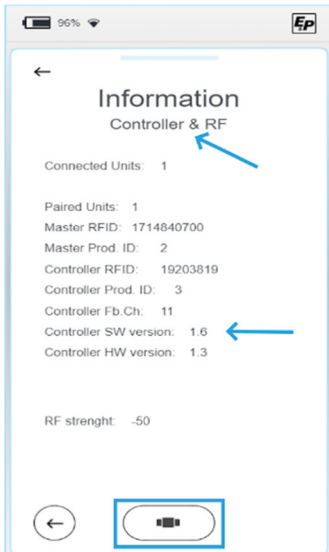 96%
EP
Information
Controller & RF
Connected Units: 1
Paired Units: 1
Master RFID: 1714840700
Master Prod. ID: 2
Controller RFID: 19203819
Controller Prod. ID: 3
Controller Fb.Ch: 11
Controller SW version: 1.6
Controller HW version: 1.3
RF strenght: -50